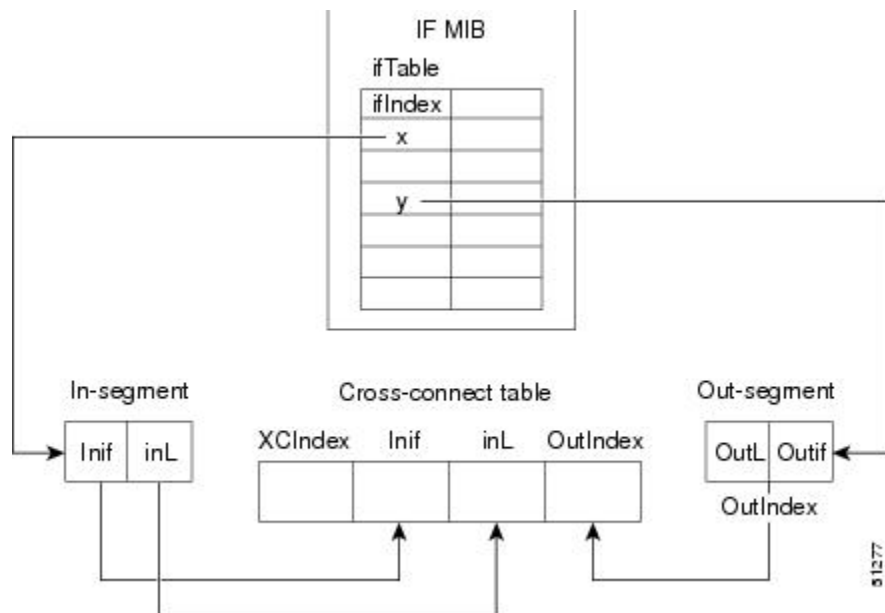 IF MIB
ifTable
ifIndex
x
y
In-segment
Cross-connect table
Out-segment
XCIndex Inif inL OutIndex
Inif inL
OutL Outif
OutIndex
51277